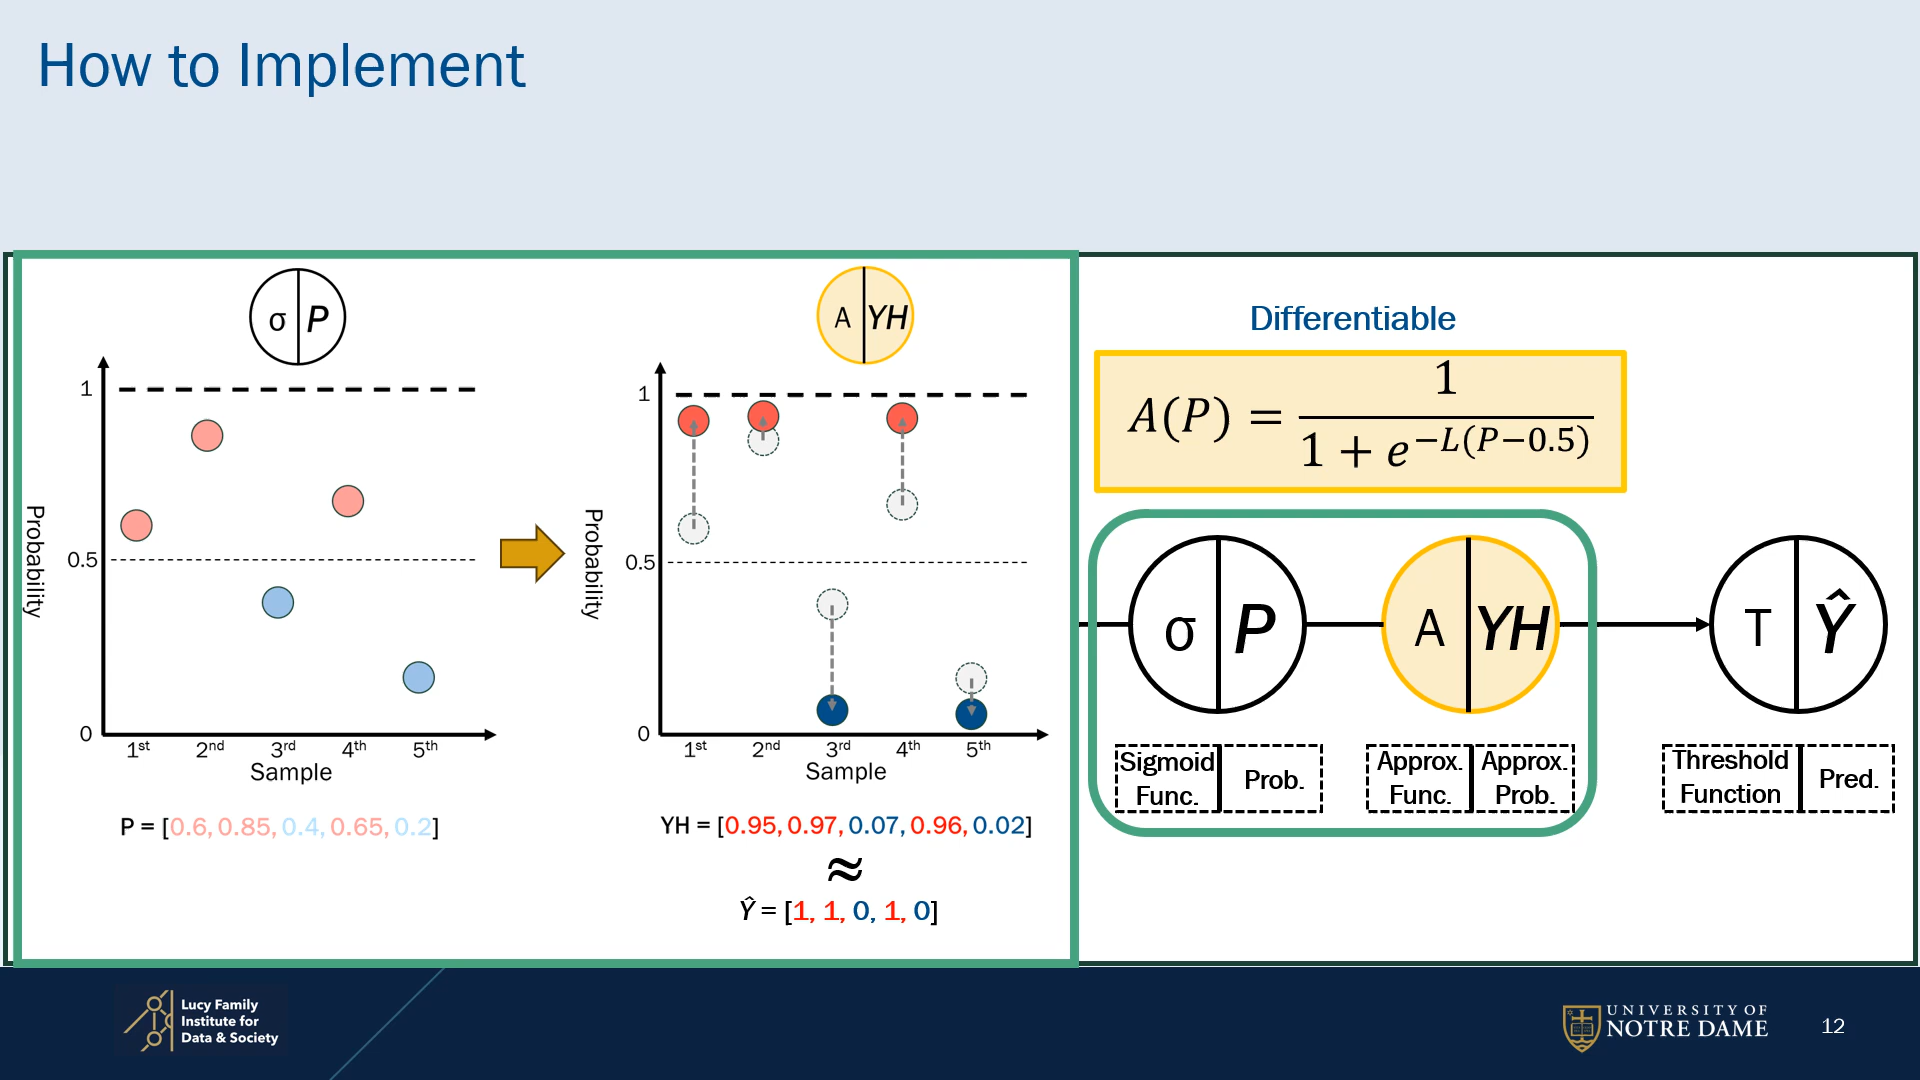 How to Implement
σ P
Probability
1
0.5
0
1st 2nd 3rd 4th 5th
Sample
P = [0.6, 0.85, 0.4, 0.65, 0.2]
A YH
Probability
1
0.5
0
1st 2nd 3rd 4th 5th
Sample
YH = [0.95, 0.97, 0.07, 0.96, 0.02]
≈
Ŷ = [1, 1, 0, 1, 0]
Differentiable
A(P) = 1 / (1 + e^{−L(P−0.5)})
σ P
A YH
T Ŷ
Sigmoid
Func.
Prob.
Approx.
Func.
Approx.
Prob.
Threshold
Function
Pred.
Lucy Family
Institute for
Data & Society
UNIVERSITY OF
NOTRE DAME
12